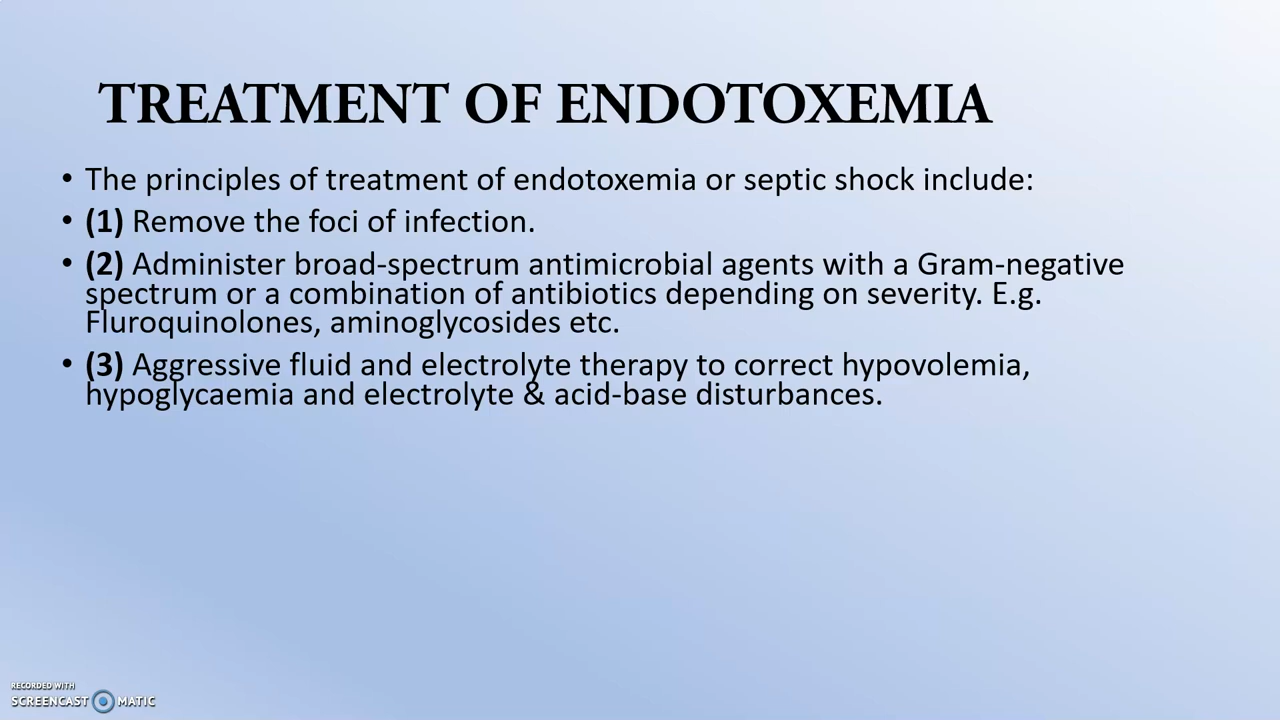 TREATMENT OF ENDOTOXEMIA
• The principles of treatment of endotoxemia or septic shock include:
• (1) Remove the foci of infection.
• (2) Administer broad-spectrum antimicrobial agents with a Gram-negative
spectrum or a combination of antibiotics depending on severity. E.g.
Fluroquinolones, aminoglycosides etc.
• (3) Aggressive fluid and electrolyte therapy to correct hypovolemia,
hypoglycaemia and electrolyte & acid-base disturbances.
RECORDED WITH
SCREENCAST MATIC